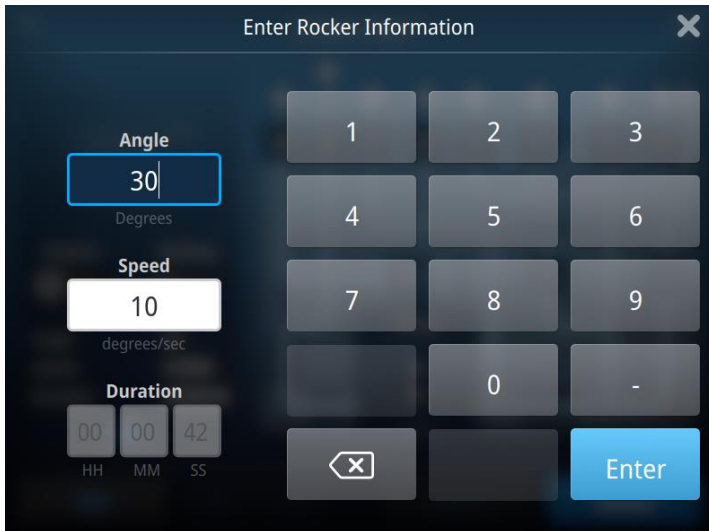 Enter Rocker Information
Angle
30
Degrees
Speed
10
degrees/sec
Duration
00 00 42
HH MM SS
1 2 3
4 5 6
7 8 9
0 -
Enter